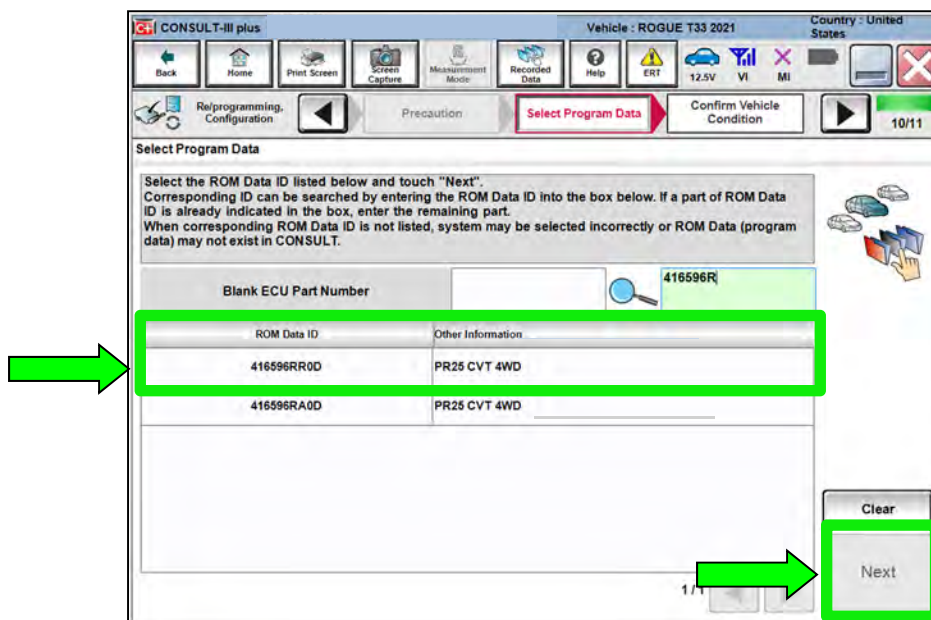 C+ CONSULT-III plus Vehicle : ROGUE T33 2021 Country : United States
Back Home Print Screen Screen Capture Measurement Mode Recorded Data Help ERT 12.5V VI MI
Re/programming, Configuration Precaution Select Program Data Confirm Vehicle Condition 10/11
Select Program Data
Select the ROM Data ID listed below and touch "Next".
Corresponding ID can be searched by entering the ROM Data ID into the box below. If a part of ROM Data
ID is already indicated in the box, enter the remaining part.
When corresponding ROM Data ID is not listed, system may be selected incorrectly or ROM Data (program
data) may not exist in CONSULT.
Blank ECU Part Number 416596R
ROM Data ID Other Information
416596RR0D PR25 CVT 4WD
416596RA0D PR25 CVT 4WD
Clear
Next
1/1